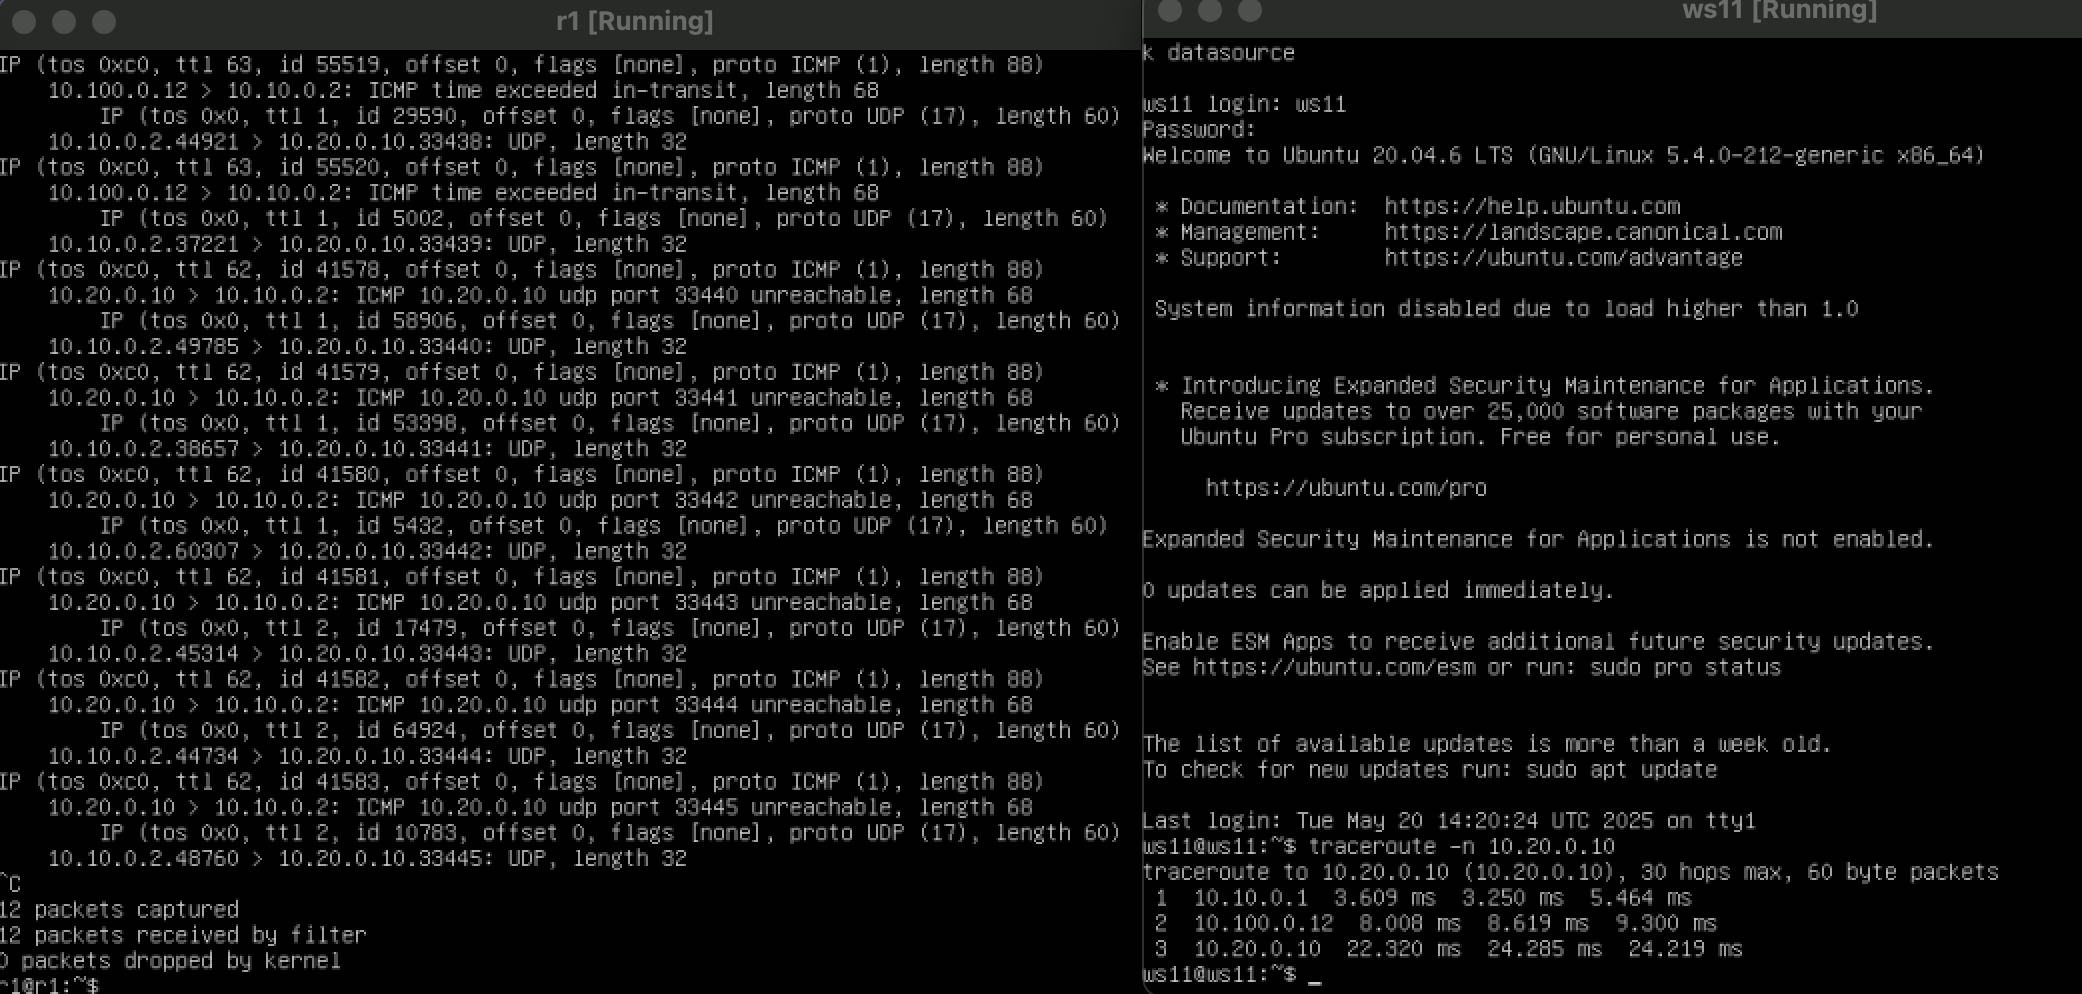 r1 [Running]
IP (tos 0xc0, ttl 63, id 55519, offset 0, flags [none], proto ICMP (1), length 88)
    10.100.0.12 > 10.10.0.2: ICMP time exceeded in-transit, length 68
        IP (tos 0x0, ttl 1, id 29590, offset 0, flags [none], proto UDP (17), length 60)
    10.10.0.2.44921 > 10.20.0.10.33438: UDP, length 32
IP (tos 0xc0, ttl 63, id 55520, offset 0, flags [none], proto ICMP (1), length 88)
    10.100.0.12 > 10.10.0.2: ICMP time exceeded in-transit, length 68
        IP (tos 0x0, ttl 1, id 5002, offset 0, flags [none], proto UDP (17), length 60)
    10.10.0.2.37221 > 10.20.0.10.33439: UDP, length 32
IP (tos 0xc0, ttl 62, id 41578, offset 0, flags [none], proto ICMP (1), length 88)
    10.20.0.10 > 10.10.0.2: ICMP 10.20.0.10 udp port 33440 unreachable, length 68
        IP (tos 0x0, ttl 1, id 58906, offset 0, flags [none], proto UDP (17), length 60)
    10.10.0.2.49785 > 10.20.0.10.33440: UDP, length 32
IP (tos 0xc0, ttl 62, id 41579, offset 0, flags [none], proto ICMP (1), length 88)
    10.20.0.10 > 10.10.0.2: ICMP 10.20.0.10 udp port 33441 unreachable, length 68
        IP (tos 0x0, ttl 1, id 53398, offset 0, flags [none], proto UDP (17), length 60)
    10.10.0.2.38657 > 10.20.0.10.33441: UDP, length 32
IP (tos 0xc0, ttl 62, id 41580, offset 0, flags [none], proto ICMP (1), length 88)
    10.20.0.10 > 10.10.0.2: ICMP 10.20.0.10 udp port 33442 unreachable, length 68
        IP (tos 0x0, ttl 1, id 5432, offset 0, flags [none], proto UDP (17), length 60)
    10.10.0.2.60307 > 10.20.0.10.33442: UDP, length 32
IP (tos 0xc0, ttl 62, id 41581, offset 0, flags [none], proto ICMP (1), length 88)
    10.20.0.10 > 10.10.0.2: ICMP 10.20.0.10 udp port 33443 unreachable, length 68
        IP (tos 0x0, ttl 2, id 17479, offset 0, flags [none], proto UDP (17), length 60)
    10.10.0.2.45314 > 10.20.0.10.33443: UDP, length 32
IP (tos 0xc0, ttl 62, id 41582, offset 0, flags [none], proto ICMP (1), length 88)
    10.20.0.10 > 10.10.0.2: ICMP 10.20.0.10 udp port 33444 unreachable, length 68
        IP (tos 0x0, ttl 2, id 64924, offset 0, flags [none], proto UDP (17), length 60)
    10.10.0.2.44734 > 10.20.0.10.33444: UDP, length 32
IP (tos 0xc0, ttl 62, id 41583, offset 0, flags [none], proto ICMP (1), length 88)
    10.20.0.10 > 10.10.0.2: ICMP 10.20.0.10 udp port 33445 unreachable, length 68
        IP (tos 0x0, ttl 2, id 10783, offset 0, flags [none], proto UDP (17), length 60)
    10.10.0.2.48760 > 10.20.0.10.33445: UDP, length 32
^C
12 packets captured
12 packets received by filter
0 packets dropped by kernel
r1@r1:~$
ws11 [Running]
k datasource
ws11 login: ws11
Password:
Welcome to Ubuntu 20.04.6 LTS (GNU/Linux 5.4.0-212-generic x86_64)
 * Documentation:  https://help.ubuntu.com
 * Management:     https://landscape.canonical.com
 * Support:        https://ubuntu.com/advantage
 System information disabled due to load higher than 1.0
 * Introducing Expanded Security Maintenance for Applications.
   Receive updates to over 25,000 software packages with your
   Ubuntu Pro subscription. Free for personal use.
     https://ubuntu.com/pro
Expanded Security Maintenance for Applications is not enabled.
0 updates can be applied immediately.
Enable ESM Apps to receive additional future security updates.
See https://ubuntu.com/esm or run: sudo pro status
The list of available updates is more than a week old.
To check for new updates run: sudo apt update
Last login: Tue May 20 14:20:24 UTC 2025 on tty1
ws11@ws11:~$ traceroute -n 10.20.0.10
traceroute to 10.20.0.10 (10.20.0.10), 30 hops max, 60 byte packets
 1  10.10.0.1  3.609 ms  3.250 ms  5.464 ms
 2  10.100.0.12  8.008 ms  8.619 ms  9.300 ms
 3  10.20.0.10  22.320 ms  24.285 ms  24.219 ms
ws11@ws11:~$ _